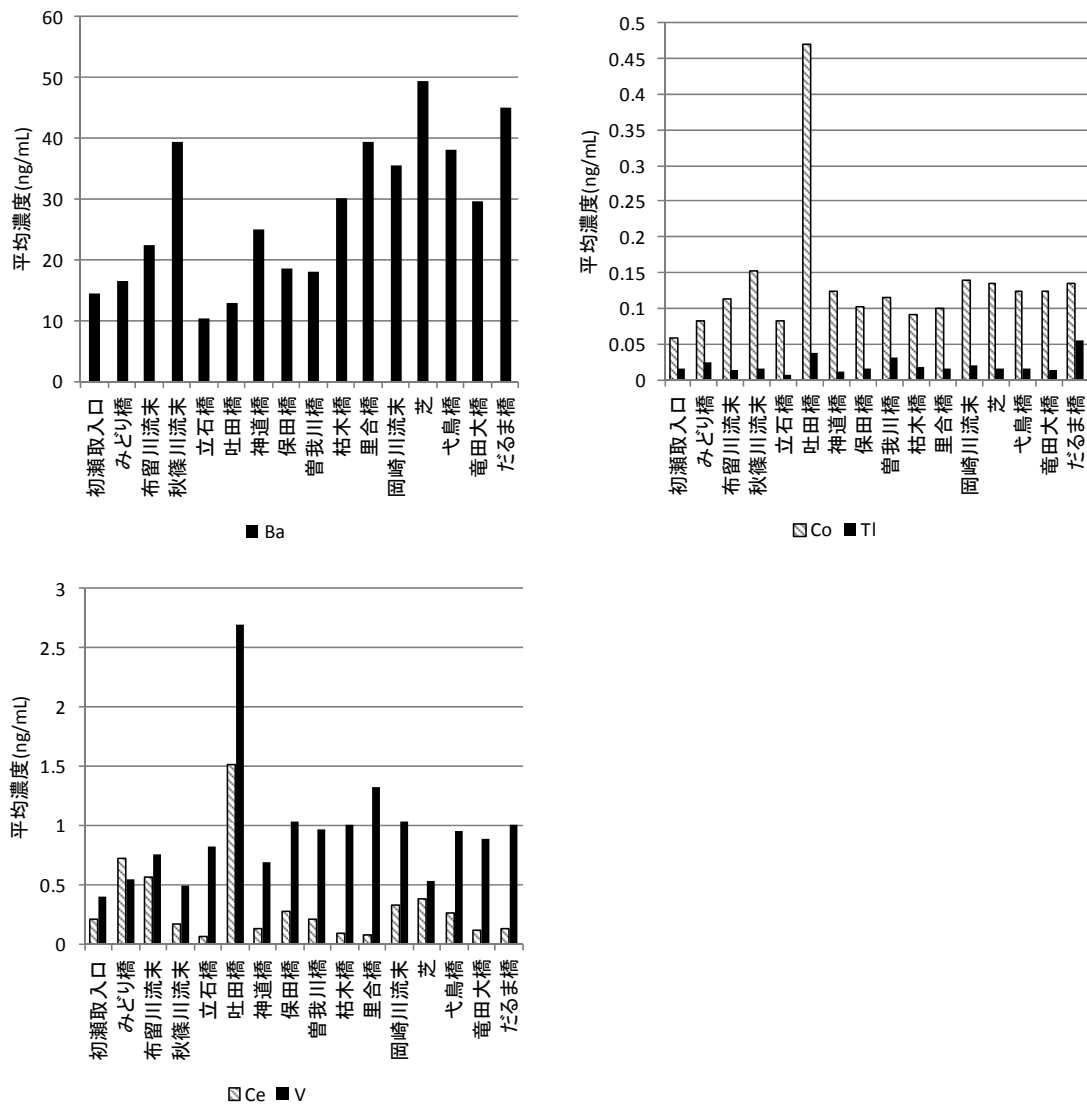 平均濃度(ng/mL)
60
50
40
30
20
10
0
初瀬取入口
みどり橋
布留川流末
秋篠川流末
立石橋
吐田橋
神道橋
保田橋
曽我川橋
枯木橋
里合橋
岡崎川流末
芝
弋鳥橋
竜田大橋
だるま橋
Ba
平均濃度(ng/mL)
0.5
0.45
0.4
0.35
0.3
0.25
0.2
0.15
0.1
0.05
0
初瀬取入口
みどり橋
布留川流末
秋篠川流末
立石橋
吐田橋
神道橋
保田橋
曽我川橋
枯木橋
里合橋
岡崎川流末
芝
弋鳥橋
竜田大橋
だるま橋
Co Tl
平均濃度(ng/mL)
3
2.5
2
1.5
1
0.5
0
初瀬取入口
みどり橋
布留川流末
秋篠川流末
立石橋
吐田橋
神道橋
保田橋
曽我川橋
枯木橋
里合橋
岡崎川流末
芝
弋鳥橋
竜田大橋
だるま橋
Ce V